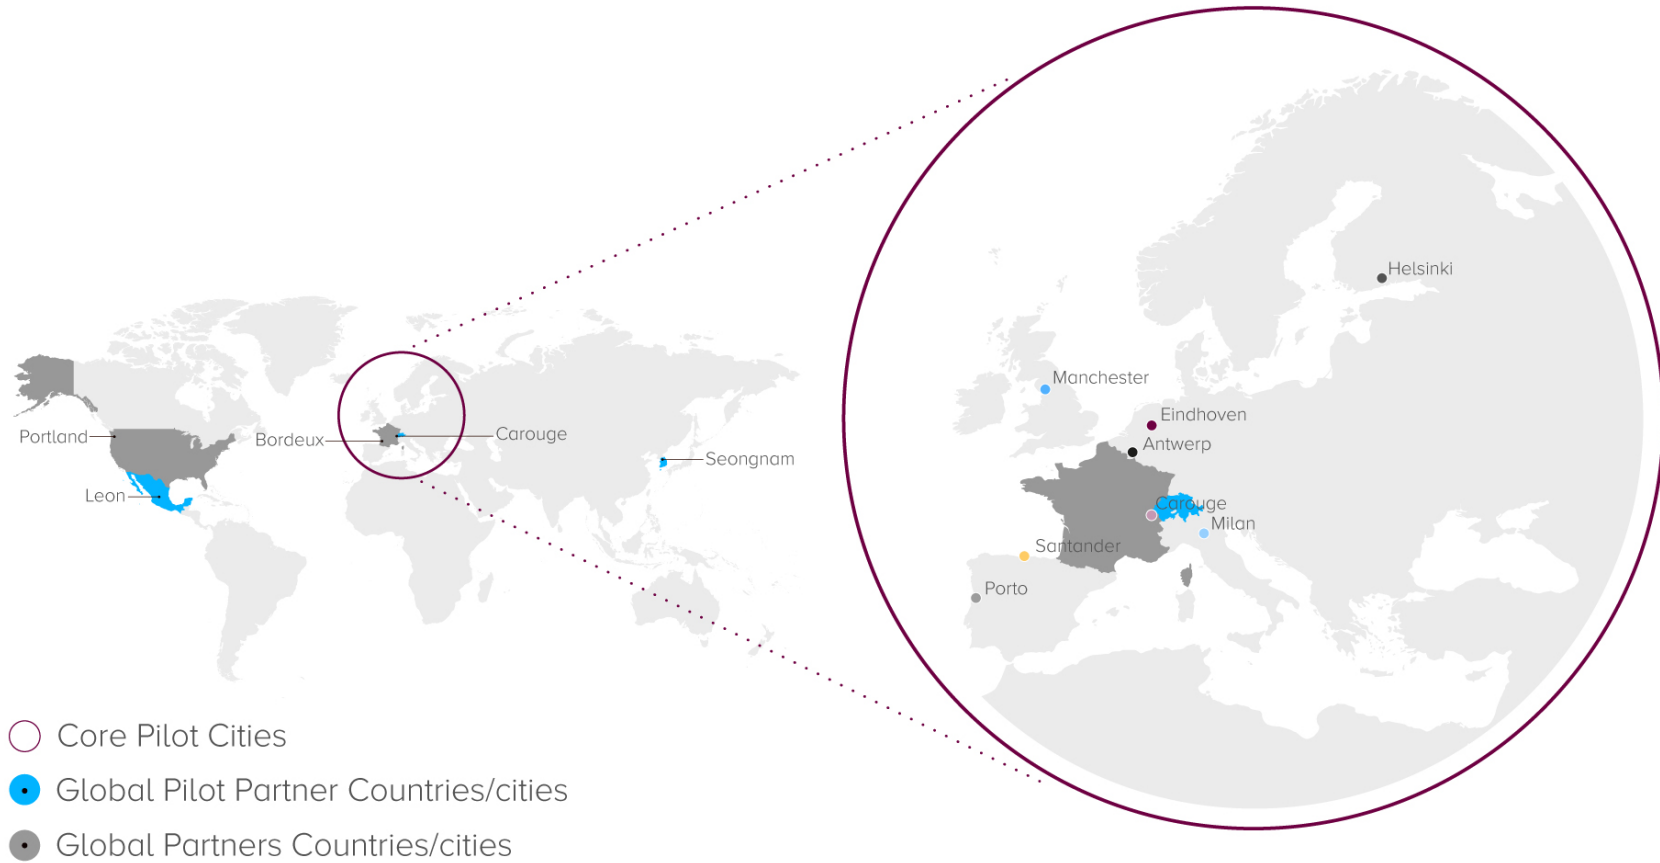 Portland
Leon
Bordeux
Carouge
Seongnam
Helsinki
Manchester
Eindhoven
Antwerp
Carouge
Milan
Santander
Porto
Core Pilot Cities
Global Pilot Partner Countries/cities
Global Partners Countries/cities